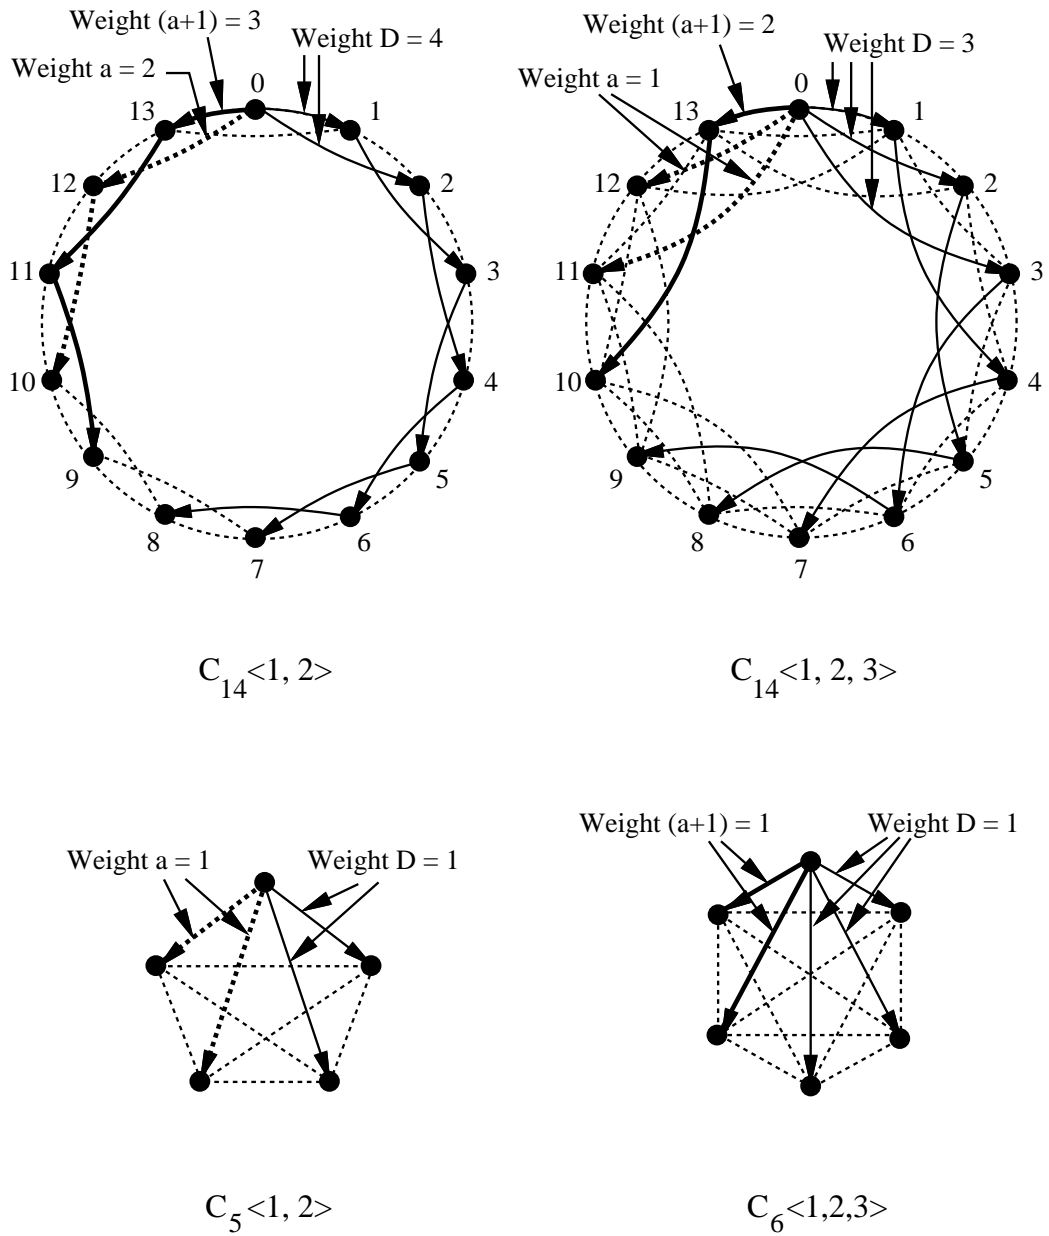 Weight (a+1) = 3
Weight D = 4
Weight a = 2
0
13
1
12
2
11
3
10
4
9
5
8
6
7
C14<1, 2>
Weight (a+1) = 2
Weight D = 3
Weight a = 1
0
13
1
12
2
11
3
10
4
9
5
8
6
7
C14<1, 2, 3>
Weight a = 1
Weight D = 1
C5<1, 2>
Weight (a+1) = 1
Weight D = 1
C6<1,2,3>